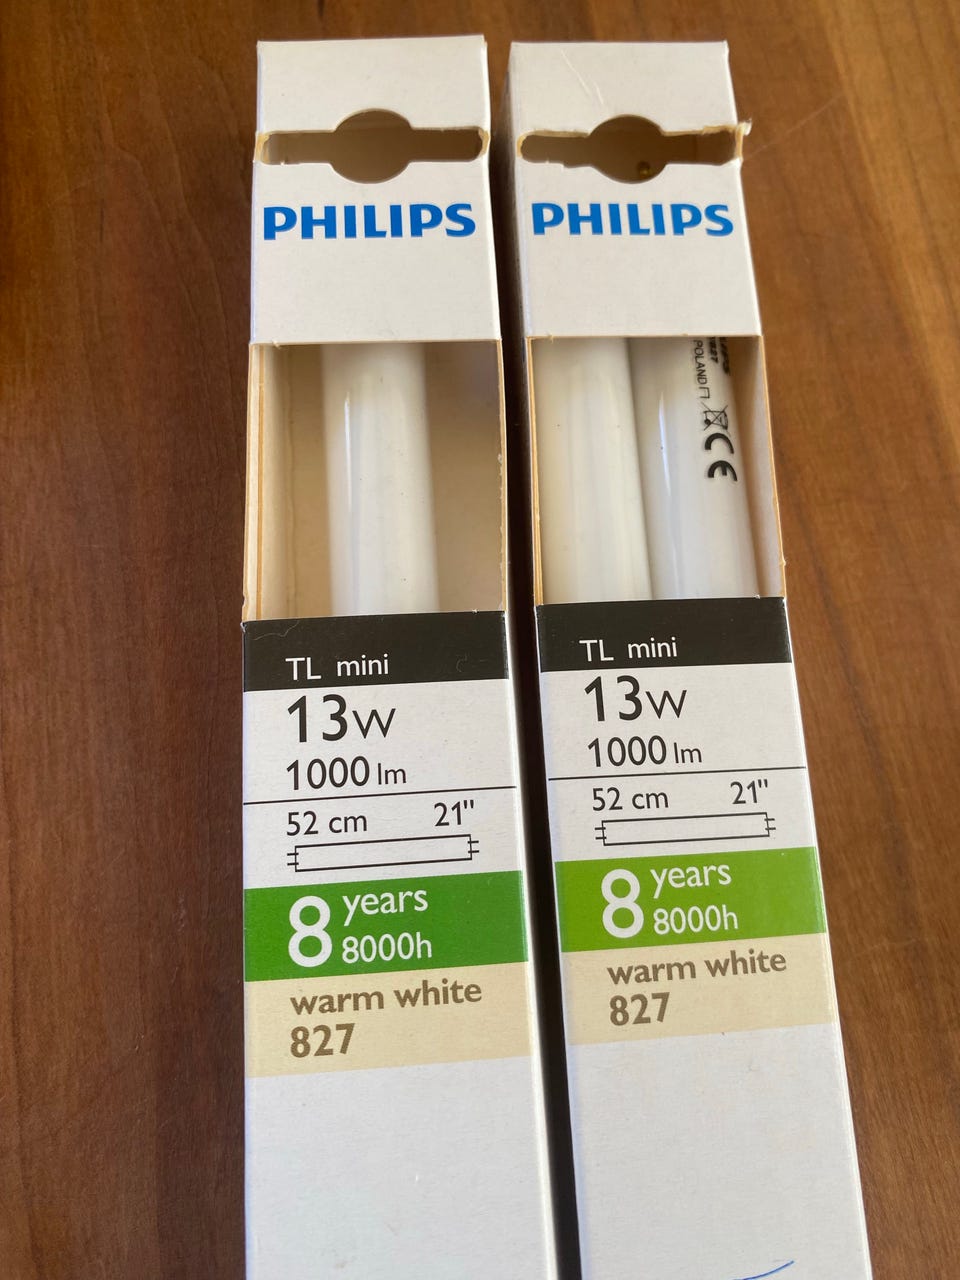 PHILIPS
TL mini
13W
1000 lm
52 cm 21"
8 years
8000h
warm white
827
PHILIPS
POLAND
CE
TL mini
13W
1000 lm
52 cm 21"
8 years
8000h
warm white
827